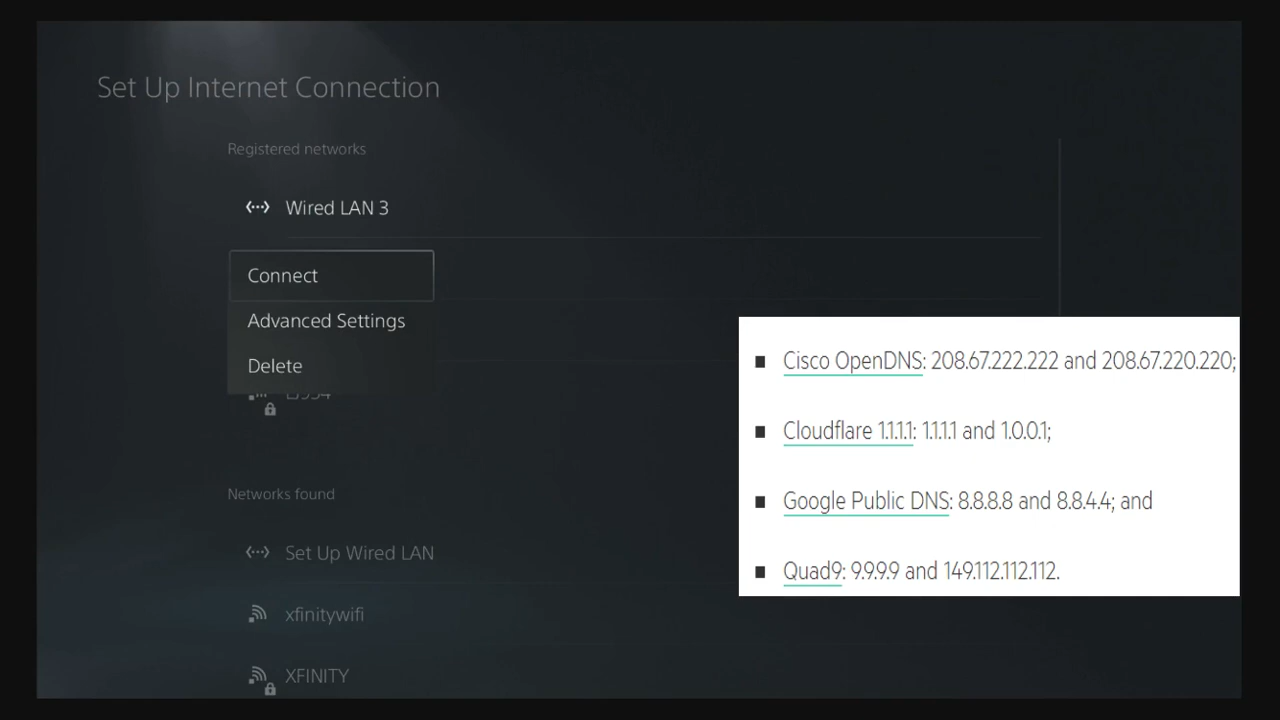 Set Up Internet Connection
Registered networks
Wired LAN 3
Connect
Advanced Settings
Delete
Networks found
Set Up Wired LAN
xfinitywifi
XFINITY
Cisco OpenDNS: 208.67.222.222 and 208.67.220.220;
Cloudflare 1.1.1.1: 1.1.1.1 and 1.0.0.1;
Google Public DNS: 8.8.8.8 and 8.8.4.4; and
Quad9: 9.9.9.9 and 149.112.112.112.